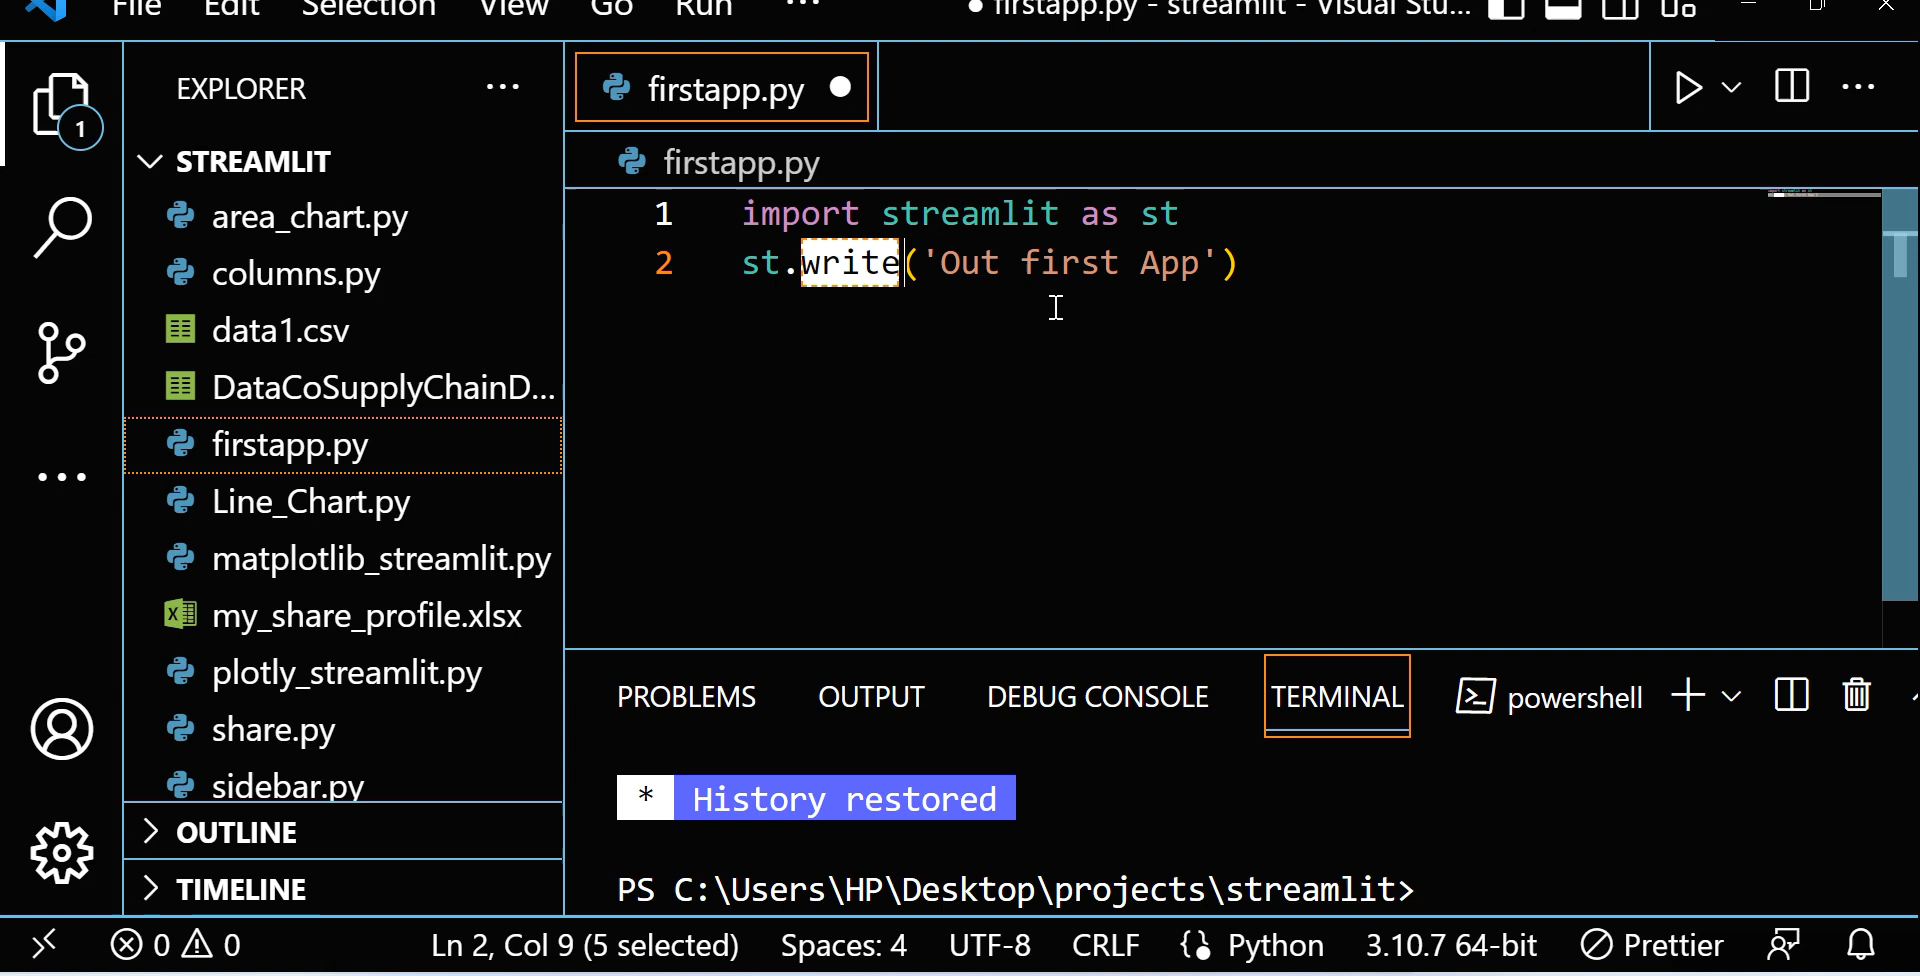 File Edit Selection View Go Run ... ● firstapp.py - streamlit - Visual Stu...
EXPLORER ...
firstapp.py
1
STREAMLIT
firstapp.py
area_chart.py
columns.py
data1.csv
DataCoSupplyChainD...
firstapp.py
Line_Chart.py
matplotlib_streamlit.py
my_share_profile.xlsx
plotly_streamlit.py
share.py
sidebar.py
OUTLINE
TIMELINE
1 import streamlit as st
2 st.write('Out first App')
PROBLEMS OUTPUT DEBUG CONSOLE TERMINAL powershell
* History restored
PS C:\Users\HP\Desktop\projects\streamlit>
0 0 Ln 2, Col 9 (5 selected) Spaces: 4 UTF-8 CRLF Python 3.10.7 64-bit Prettier